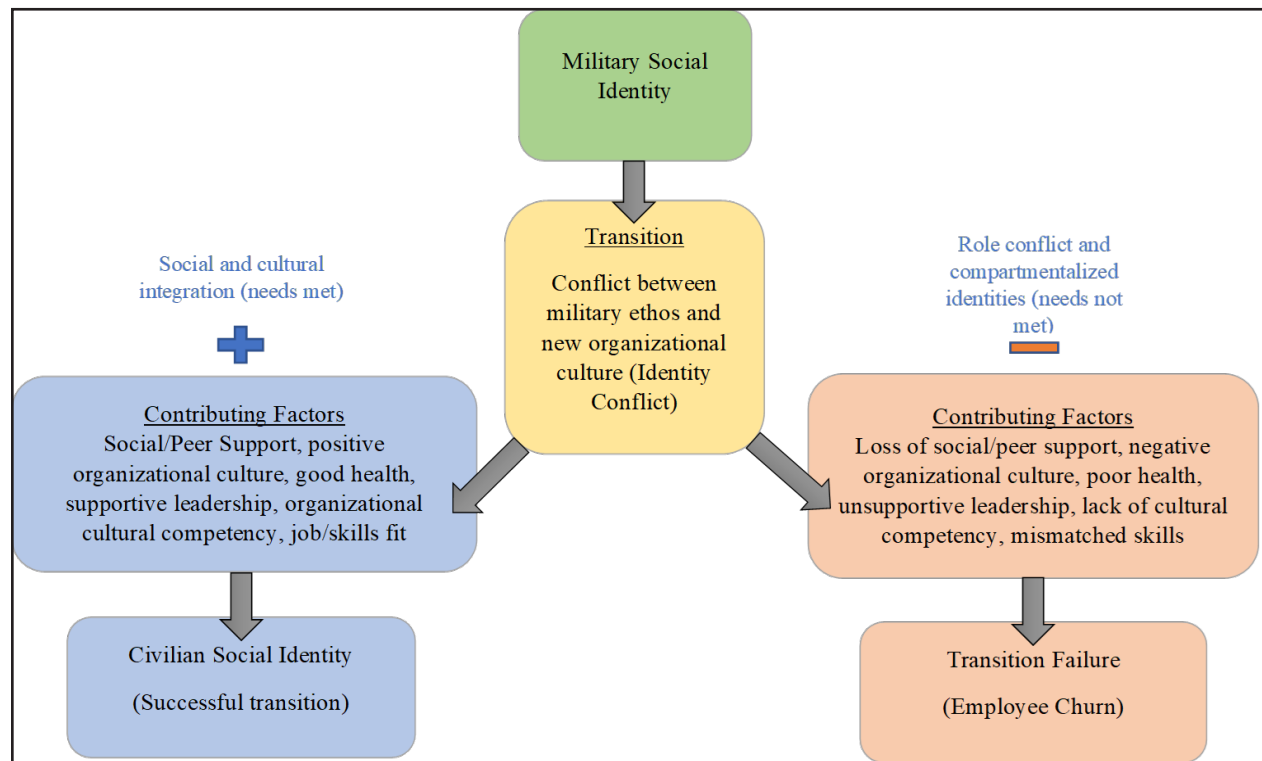 Military Social
Identity
Transition
Conflict between
military ethos and
new organizational
culture (Identity
Conflict)
Social and cultural
integration (needs met)
Role conflict and
compartmentalized
identities (needs not
met)
Contributing Factors
Social/Peer Support, positive
organizational culture, good health,
supportive leadership, organizational
cultural competency, job/skills fit
Contributing Factors
Loss of social/peer support, negative
organizational culture, poor health,
unsupportive leadership, lack of cultural
competency, mismatched skills
Civilian Social Identity
(Successful transition)
Transition Failure
(Employee Churn)